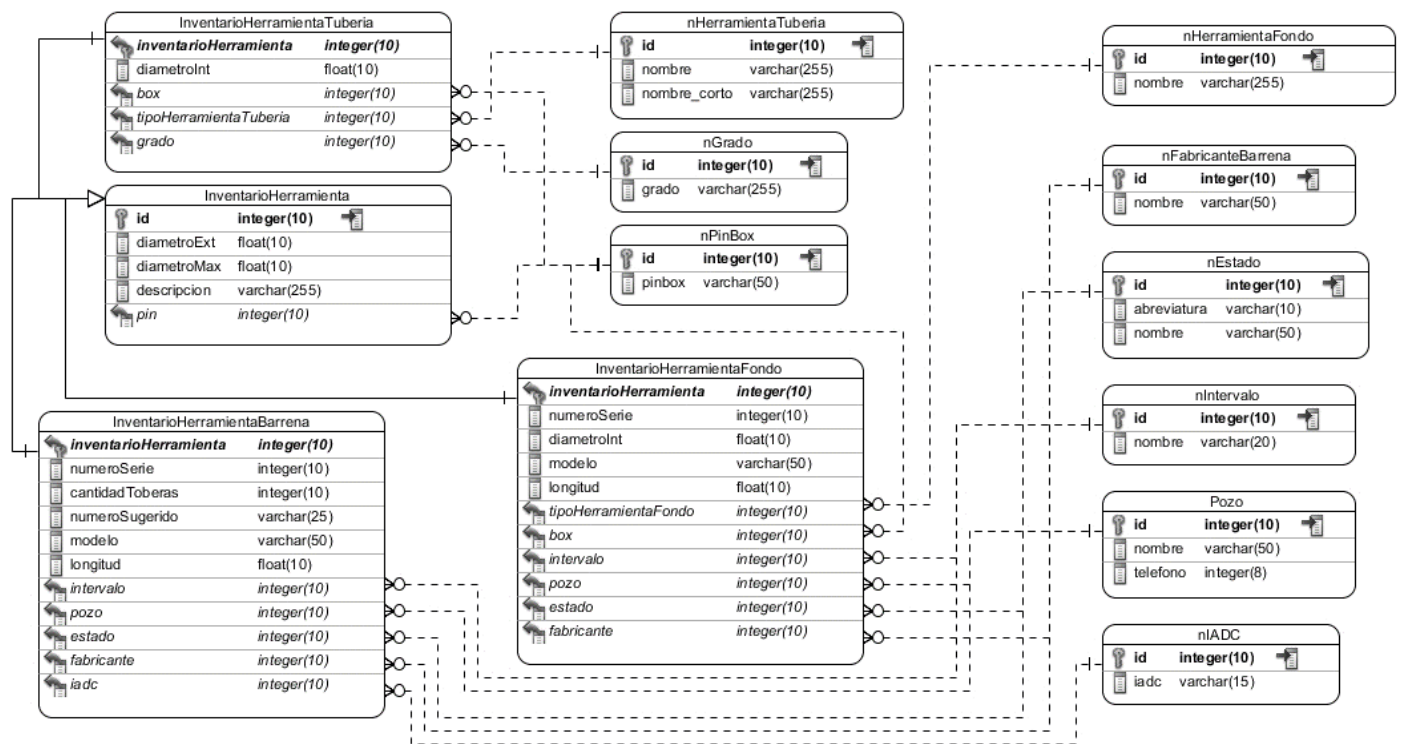 InventarioHerramientaTuberia
inventarioHerramienta integer(10)
diametroInt float(10)
box integer(10)
tipoHerramientaTuberia integer(10)
grado integer(10)
InventarioHerramienta
id integer(10)
diametroExt float(10)
diametroMax float(10)
descripcion varchar(255)
pin integer(10)
InventarioHerramientaBarrena
inventarioHerramienta integer(10)
numeroSerie integer(10)
cantidadToberas integer(10)
numeroSugerido varchar(25)
modelo varchar(50)
longitud float(10)
intervalo integer(10)
pozo integer(10)
estado integer(10)
fabricante integer(10)
iadc integer(10)
nHerramientaTuberia
id integer(10)
nombre varchar(255)
nombre_corto varchar(255)
nGrado
id integer(10)
grado varchar(255)
nPinBox
id integer(10)
pinbox varchar(50)
InventarioHerramientaFondo
inventarioHerramienta integer(10)
numeroSerie integer(10)
diametroInt float(10)
modelo varchar(50)
longitud float(10)
tipoHerramientaFondo integer(10)
box integer(10)
intervalo integer(10)
pozo integer(10)
estado integer(10)
fabricante integer(10)
nHerramientaFondo
id integer(10)
nombre varchar(255)
nFabricanteBarrena
id integer(10)
nombre varchar(50)
nEstado
id integer(10)
abreviatura varchar(10)
nombre varchar(50)
nIntervalo
id integer(10)
nombre varchar(20)
Pozo
id integer(10)
nombre varchar(50)
telefono integer(8)
nIADC
id integer(10)
iadc varchar(15)